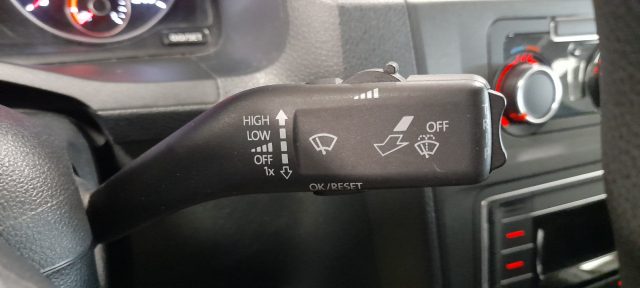 HIGH
LOW
OFF
1x
OFF
OK/RESET